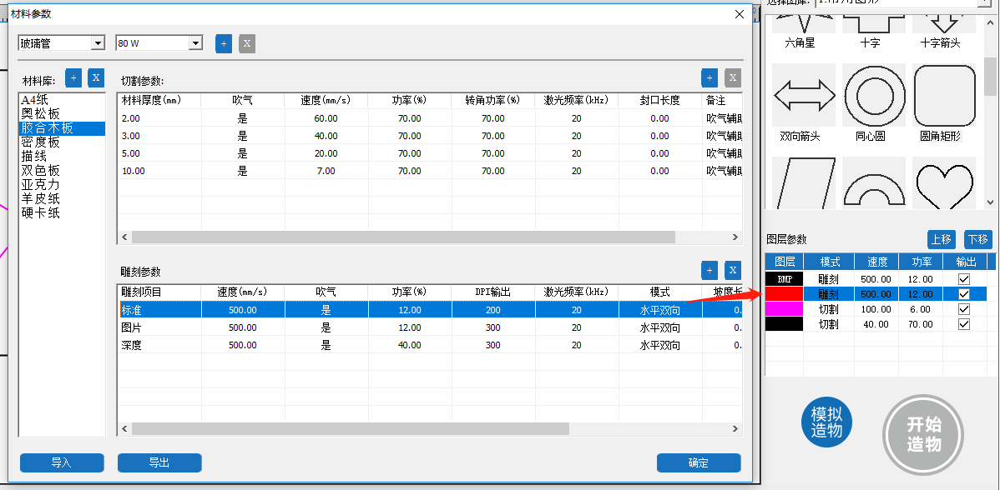 材料参数
玻璃管 80 W + X
材料库: + X
A4纸
奥松板
胶合木板
密度板
描线
双色板
亚克力
羊皮纸
硬卡纸
切割参数: + X
材料厚度(mm) 吹气 速度(mm/s) 功率(%) 转角功率(%) 激光频率(kHz) 封口长度 备注
2.00 是 60.00 70.00 70.00 20 0.00 吹气辅助
3.00 是 40.00 70.00 70.00 20 0.00 吹气辅助
5.00 是 20.00 70.00 70.00 20 0.00 吹气辅助
10.00 是 7.00 70.00 70.00 20 0.00 吹气辅助
雕刻参数 + X
雕刻项目 速度(mm/s) 吹气 功率(%) DPI输出 激光频率(kHz) 模式 坡度长
标准 500.00 是 12.00 200 20 水平双向 0.
图片 500.00 是 12.00 300 20 水平双向 0.
深度 500.00 是 40.00 300 20 水平双向 0.
导入 导出 确定
选择图库:
六角星 十字 十字箭头
双向箭头 同心圆 圆角矩形
图层参数 上移 下移
图层 模式 速度 功率 输出
BMP 雕刻 500.00 12.00
雕刻 500.00 12.00
切割 100.00 6.00
切割 40.00 70.00
模拟
造物
开始
造物